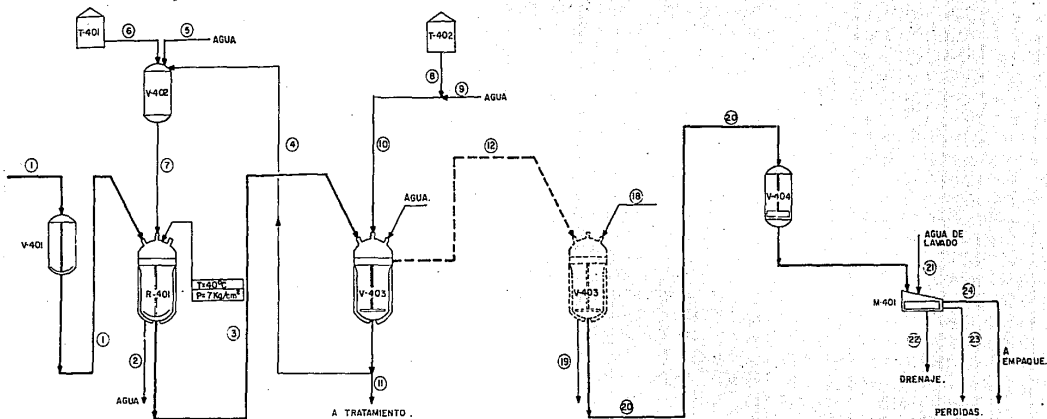 T-401
⑥
⑤
AGUA
V-402
T-402
⑧
⑨
AGUA
④
⑩
⑦
①
V-401
①
R-401
T=40°C
P=7Kg/cm²
②
AGUA
③
AGUA.
V-403
⑪
A TRATAMIENTO.
⑫
⑱
V-403
⑲
⑳
⑳
V-404
AGUA DE
LAVADO
㉑
M-401
㉔
㉒
㉓
DRENAJE.
A
EMPAQUE.
PERDIDAS.